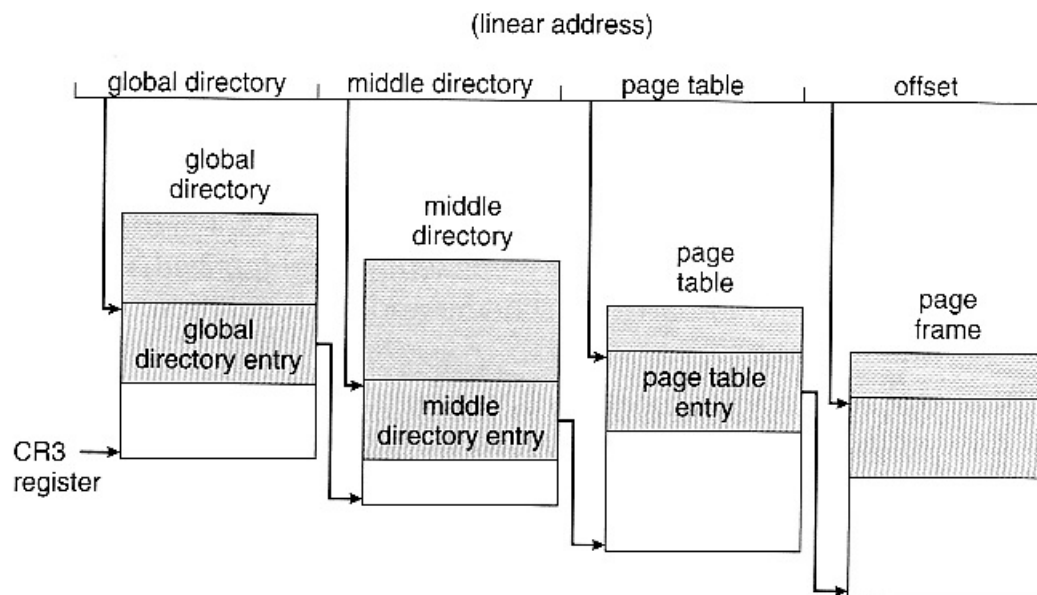 (linear address)
global directory
middle directory
page table
offset
global
directory
middle
directory
page
table
page
frame
global
directory entry
page table
entry
middle
directory entry
CR3
register